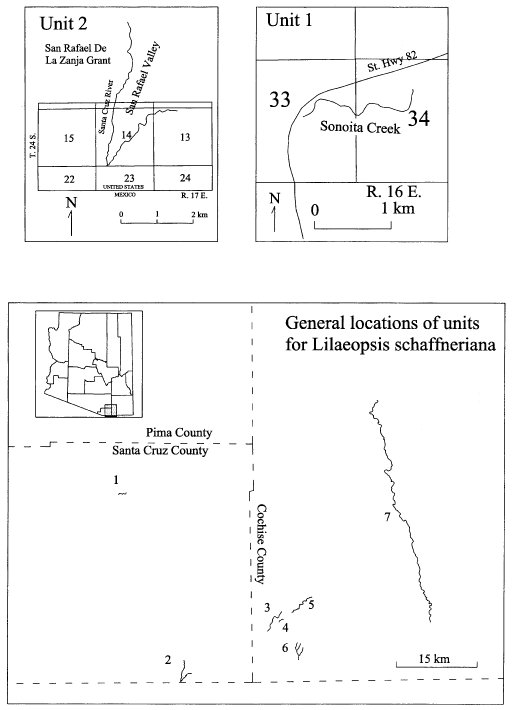 Unit 2
San Rafael De
La Zanja Grant
Santa Cruz River
San Rafael Valley
T. 24 S.
15
14
13
22
23
24
UNITED STATES
MEXICO
R. 17 E.
N
0 1 2 km
Unit 1
St. Hwy 82
33
34
Sonoita Creek
R. 16 E.
N
0 1 km
General locations of units
for Lilaeopsis schaffneriana
Pima County
Santa Cruz County
Cochise County
1
7
3
5
4
2
6
15 km